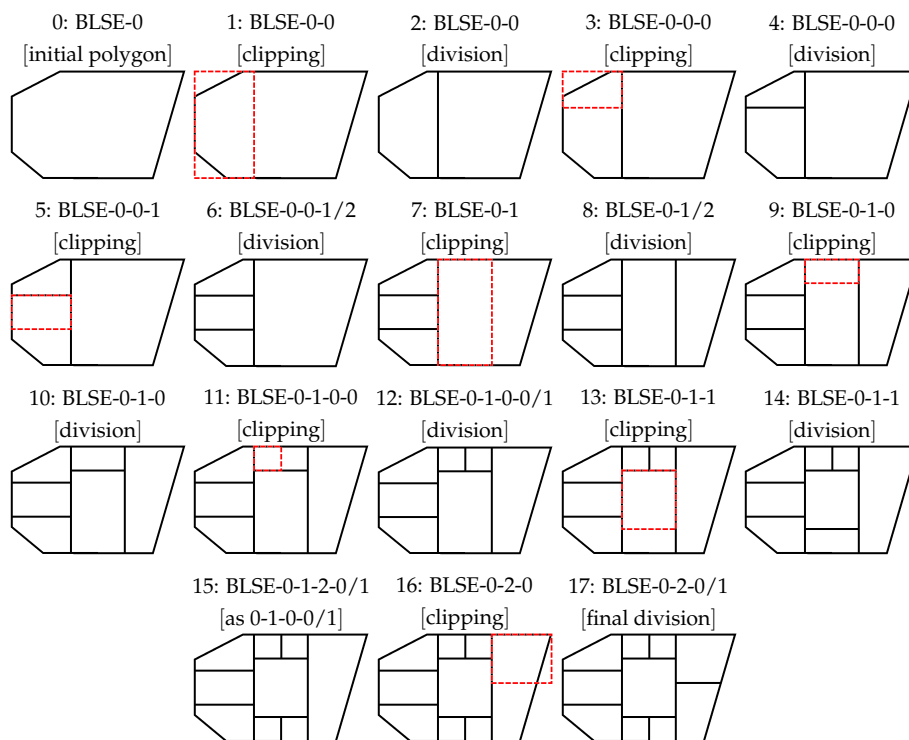 0: BLSE-0
[initial polygon]
1: BLSE-0-0
[clipping]
2: BLSE-0-0
[division]
3: BLSE-0-0-0
[clipping]
4: BLSE-0-0-0
[division]
5: BLSE-0-0-1
[clipping]
6: BLSE-0-0-1/2
[division]
7: BLSE-0-1
[clipping]
8: BLSE-0-1/2
[division]
9: BLSE-0-1-0
[clipping]
10: BLSE-0-1-0
[division]
11: BLSE-0-1-0-0
[clipping]
12: BLSE-0-1-0-0/1
[division]
13: BLSE-0-1-1
[clipping]
14: BLSE-0-1-1
[division]
15: BLSE-0-1-2-0/1
[as 0-1-0-0/1]
16: BLSE-0-2-0
[clipping]
17: BLSE-0-2-0/1
[final division]